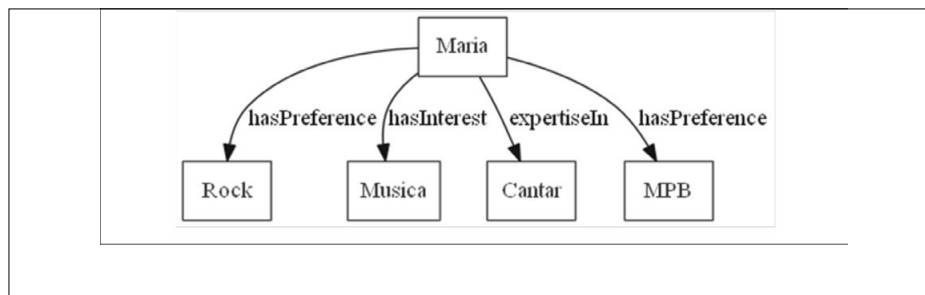 Maria
hasPreference hasInterest expertiseIn hasPreference
Rock Musica Cantar MPB